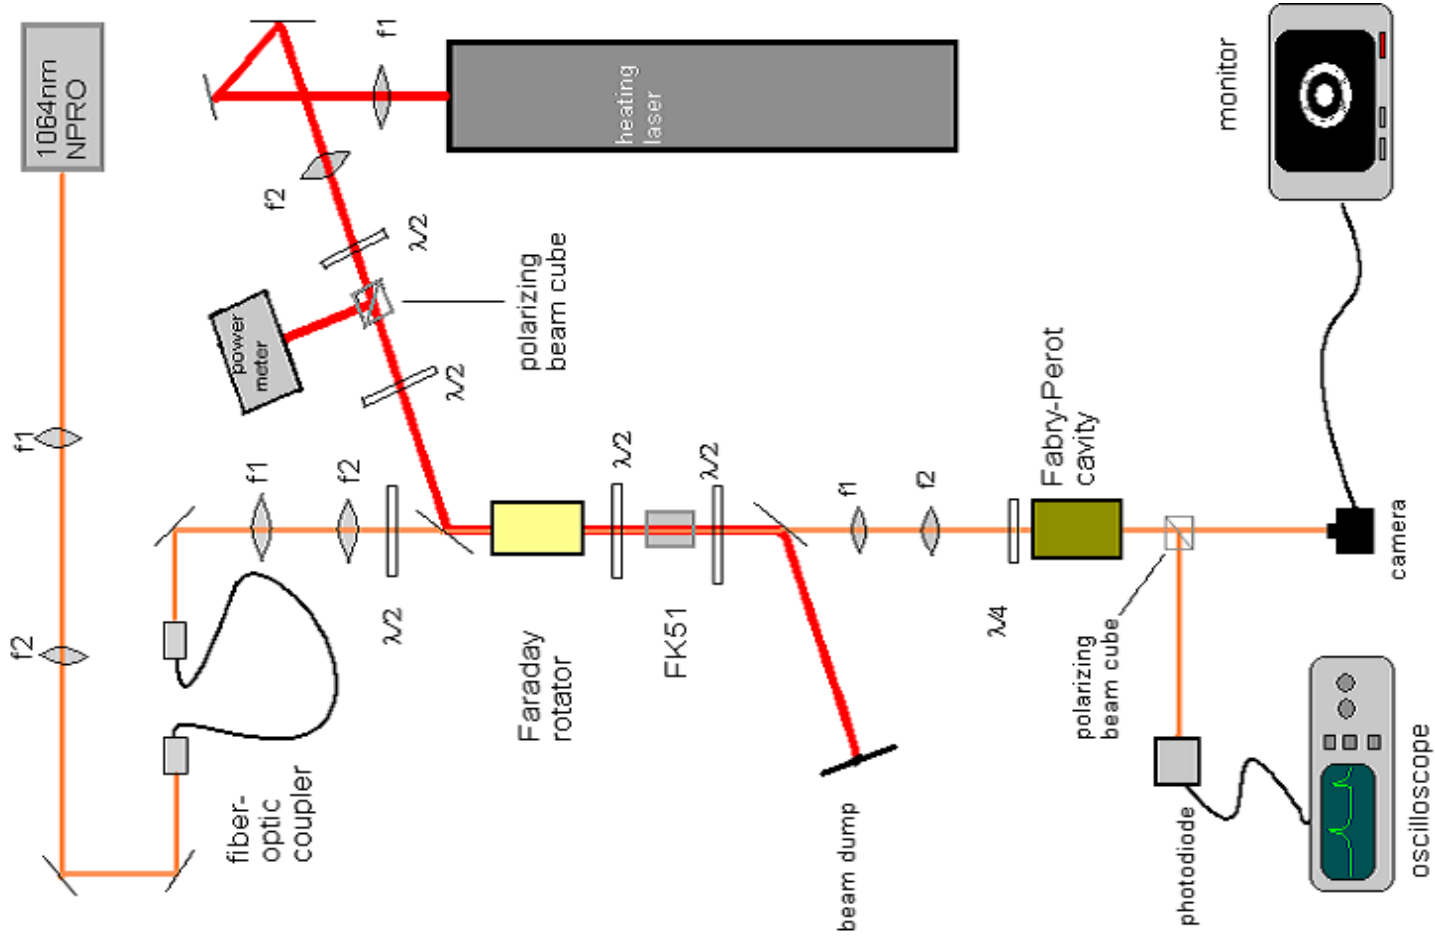 1064nm
NPRO
f1
f2
fiber-
optic
coupler
f1
f2
λ/2
power
meter
f1
heating
laser
f2
λ/2
polarizing
beam cube
λ/2
Faraday
rotator
λ/2
FK51
λ/2
beam dump
f1
f2
λ/4
Fabry-Perot
cavity
polarizing
beam cube
photodiode
oscilloscope
camera
monitor